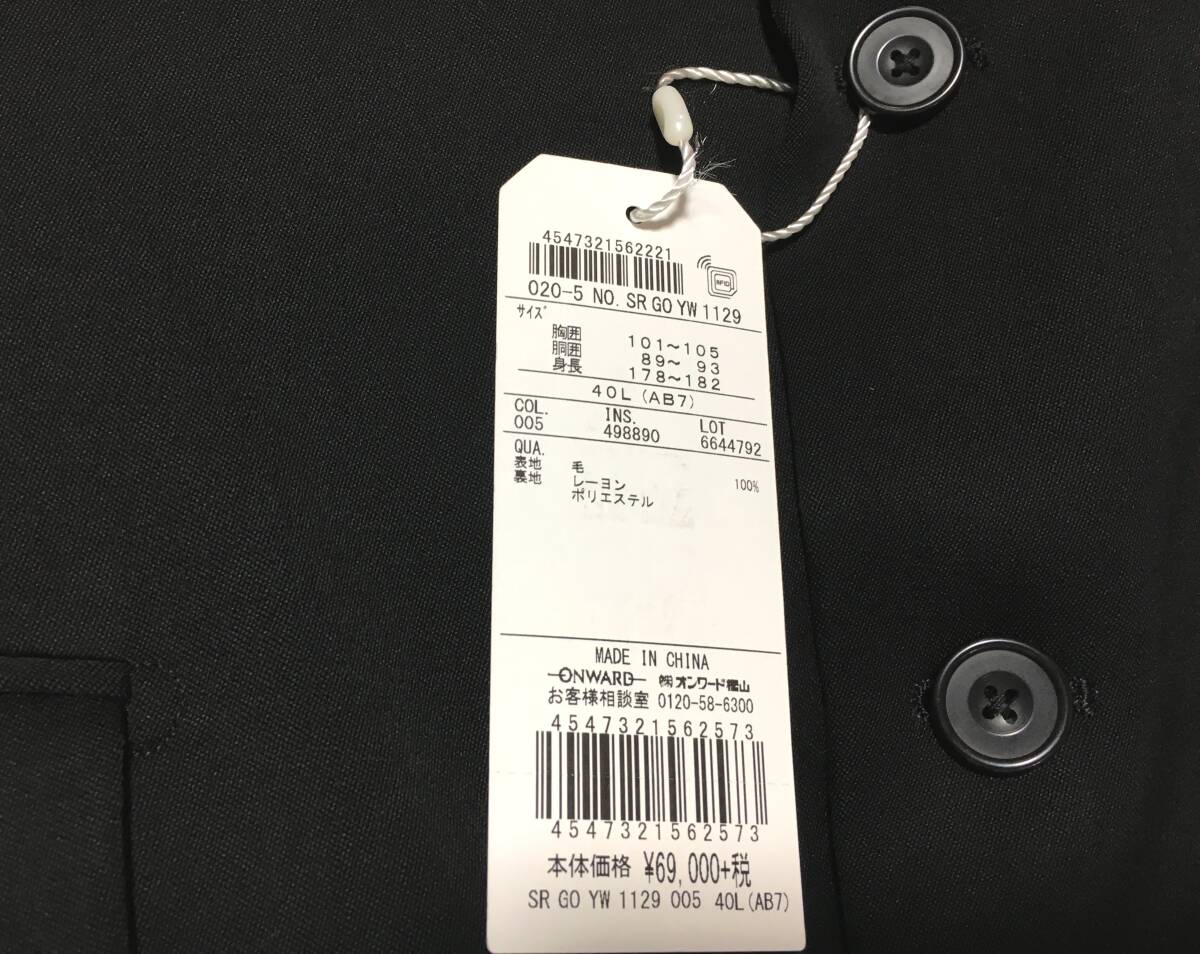 4547321562221
RFID
020-5 NO. SR GO YW 1129
サイズ
胸囲 101〜105
胴囲 89〜 93
身長 178〜182
40L (AB7)
COL. INS. LOT
005 498890 6644792
QUA.
表地 毛 100%
裏地 レーヨン
ポリエステル
MADE IN CHINA
ONWARD ㈱オンワード樫山
お客様相談室 0120-58-6300
4547321562573
4547321562573
本体価格 ¥69,000+税
SR GO YW 1129 005 40L(AB7)